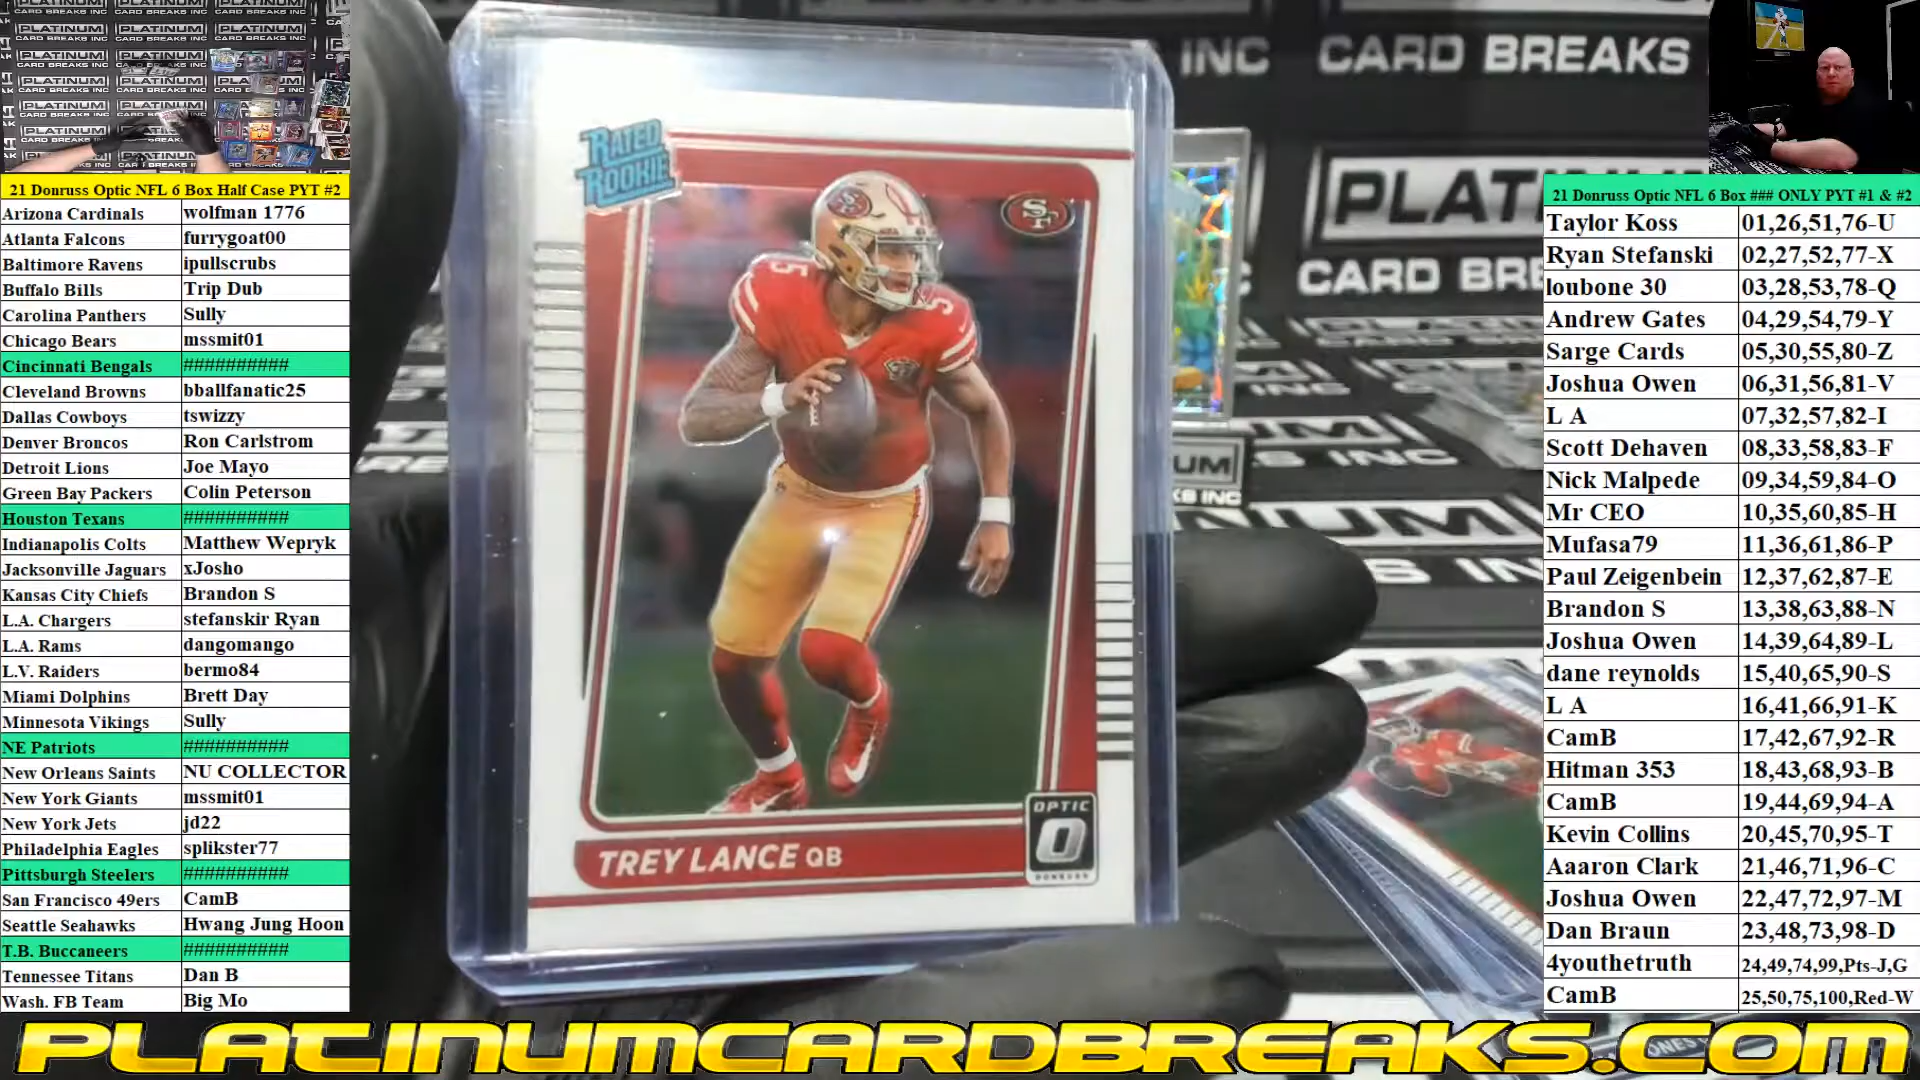 21 Donruss Optic NFL 6 Box Half Case PYT #2
Arizona Cardinals wolfman 1776
Atlanta Falcons furrygoat00
Baltimore Ravens ipullscrubs
Buffalo Bills Trip Dub
Carolina Panthers Sully
Chicago Bears mssmit01
Cincinnati Bengals ##########
Cleveland Browns bballfanatic25
Dallas Cowboys tswizzy
Denver Broncos Ron Carlstrom
Detroit Lions Joe Mayo
Green Bay Packers Colin Peterson
Houston Texans ##########
Indianapolis Colts Matthew Wepryk
Jacksonville Jaguars xJosho
Kansas City Chiefs Brandon S
L.A. Chargers stefanskir Ryan
L.A. Rams dangomango
L.V. Raiders bermo84
Miami Dolphins Brett Day
Minnesota Vikings Sully
NE Patriots ##########
New Orleans Saints NU COLLECTOR
New York Giants mssmit01
New York Jets jd22
Philadelphia Eagles splikster77
Pittsburgh Steelers ##########
San Francisco 49ers CamB
Seattle Seahawks Hwang Jung Hoon
T.B. Buccaneers ##########
Tennessee Titans Dan B
Wash. FB Team Big Mo
RATED
ROOKIE
SF
5
5
OPTIC
O
DONRUSS
TREY LANCE QB
INC CARD BREAKS
PLATINUM
CARD BREAKS
21 Donruss Optic NFL 6 Box ### ONLY PYT #1 & #2
Taylor Koss 01,26,51,76-U
Ryan Stefanski 02,27,52,77-X
loubone 30 03,28,53,78-Q
Andrew Gates 04,29,54,79-Y
Sarge Cards 05,30,55,80-Z
Joshua Owen 06,31,56,81-V
L A 07,32,57,82-I
Scott Dehaven 08,33,58,83-F
Nick Malpede 09,34,59,84-O
Mr CEO 10,35,60,85-H
Mufasa79 11,36,61,86-P
Paul Zeigenbein 12,37,62,87-E
Brandon S 13,38,63,88-N
Joshua Owen 14,39,64,89-L
dane reynolds 15,40,65,90-S
L A 16,41,66,91-K
CamB 17,42,67,92-R
Hitman 353 18,43,68,93-B
CamB 19,44,69,94-A
Kevin Collins 20,45,70,95-T
Aaaron Clark 21,46,71,96-C
Joshua Owen 22,47,72,97-M
Dan Braun 23,48,73,98-D
4youthetruth 24,49,74,99,Pts-J,G
CamB 25,50,75,100,Red-W
PLATINUMCARDBREAKS.COM